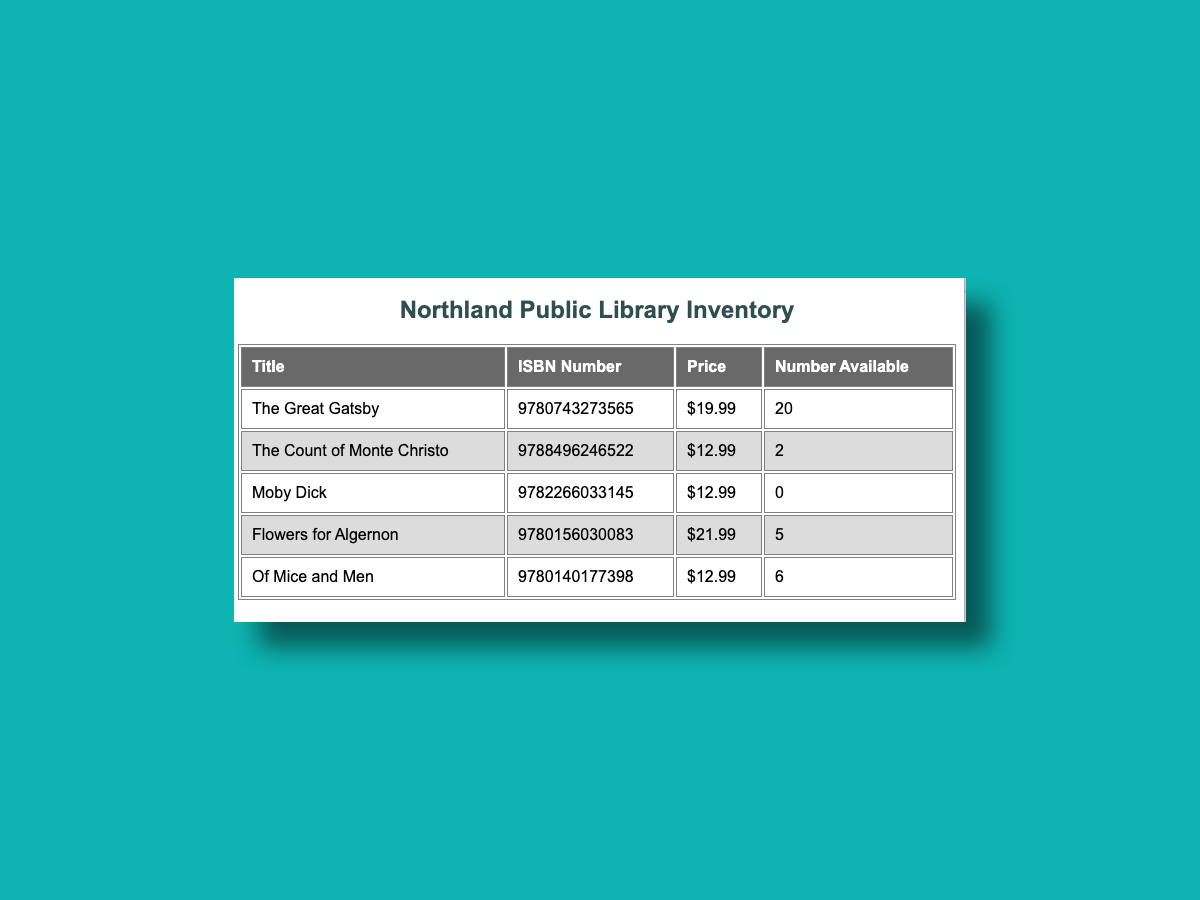 Northland Public Library Inventory
Title ISBN Number Price Number Available
The Great Gatsby 9780743273565 $19.99 20
The Count of Monte Christo 9788496246522 $12.99 2
Moby Dick 9782266033145 $12.99 0
Flowers for Algernon 9780156030083 $21.99 5
Of Mice and Men 9780140177398 $12.99 6